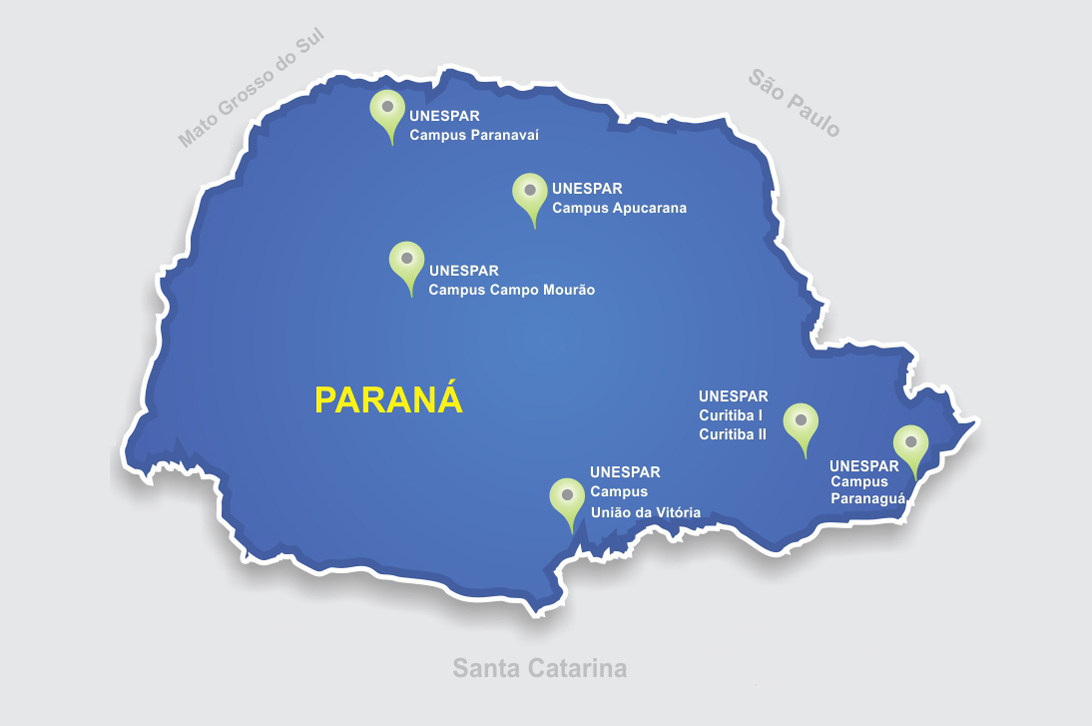 Mato Grosso do Sul
São Paulo
UNESPAR
Campus Paranavaí
UNESPAR
Campus Apucarana
UNESPAR
Campus Campo Mourão
PARANÁ
UNESPAR
Curitiba I
Curitiba II
UNESPAR
Campus
Paranaguá
UNESPAR
Campus
União da Vitória
Santa Catarina